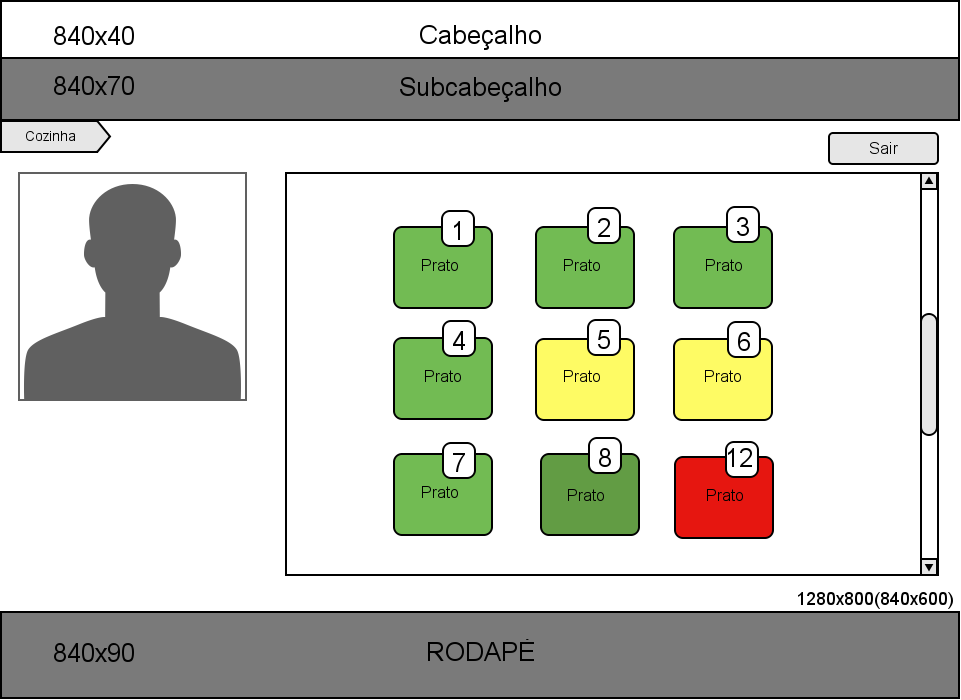 840x40 Cabeçalho
840x70 Subcabeçalho
Cozinha
Sair
1 2 3
Prato Prato Prato
4 5 6
Prato Prato Prato
7 8 12
Prato Prato Prato
1280x800(840x600)
840x90 RODAPÉ